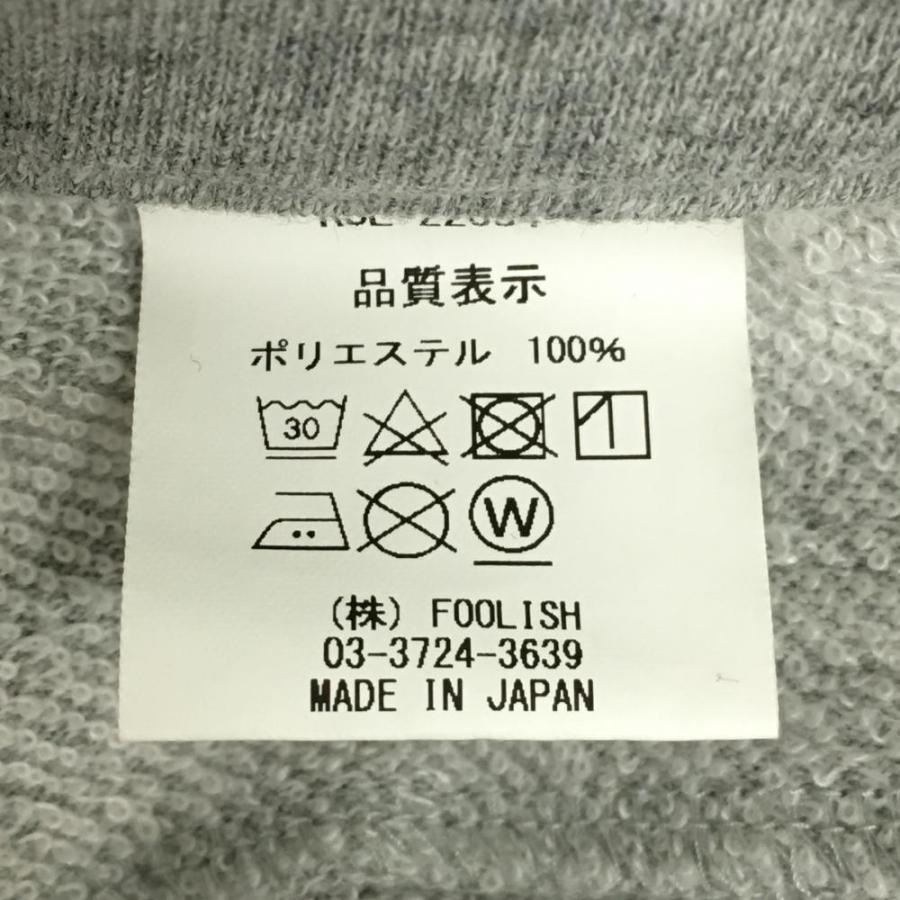 品質表示
ポリエステル 100%
30
W
(株) FOOLISH
03-3724-3639
MADE IN JAPAN